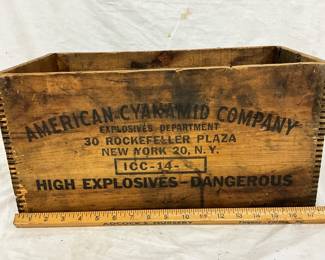 AMERICAN CYANAMID COMPANY
EXPLOSIVES DEPARTMENT
30 ROCKEFELLER PLAZA
NEW YORK 20, N.Y.
ICC-14-
HIGH EXPLOSIVES-DANGEROUS